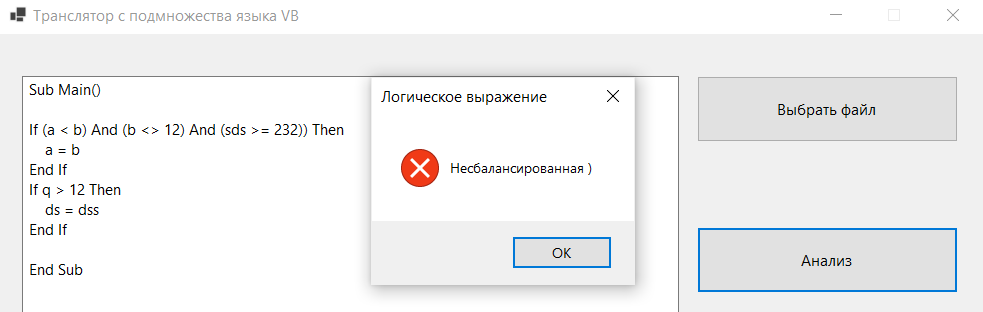 Транслятор с подмножества языка VB
Sub Main()
If (a < b) And (b <> 12) And (sds >= 232)) Then
a = b
End If
If q > 12 Then
ds = dss
End If
End Sub
Логическое выражение
Несбалансированная )
OK
Выбрать файл
Анализ